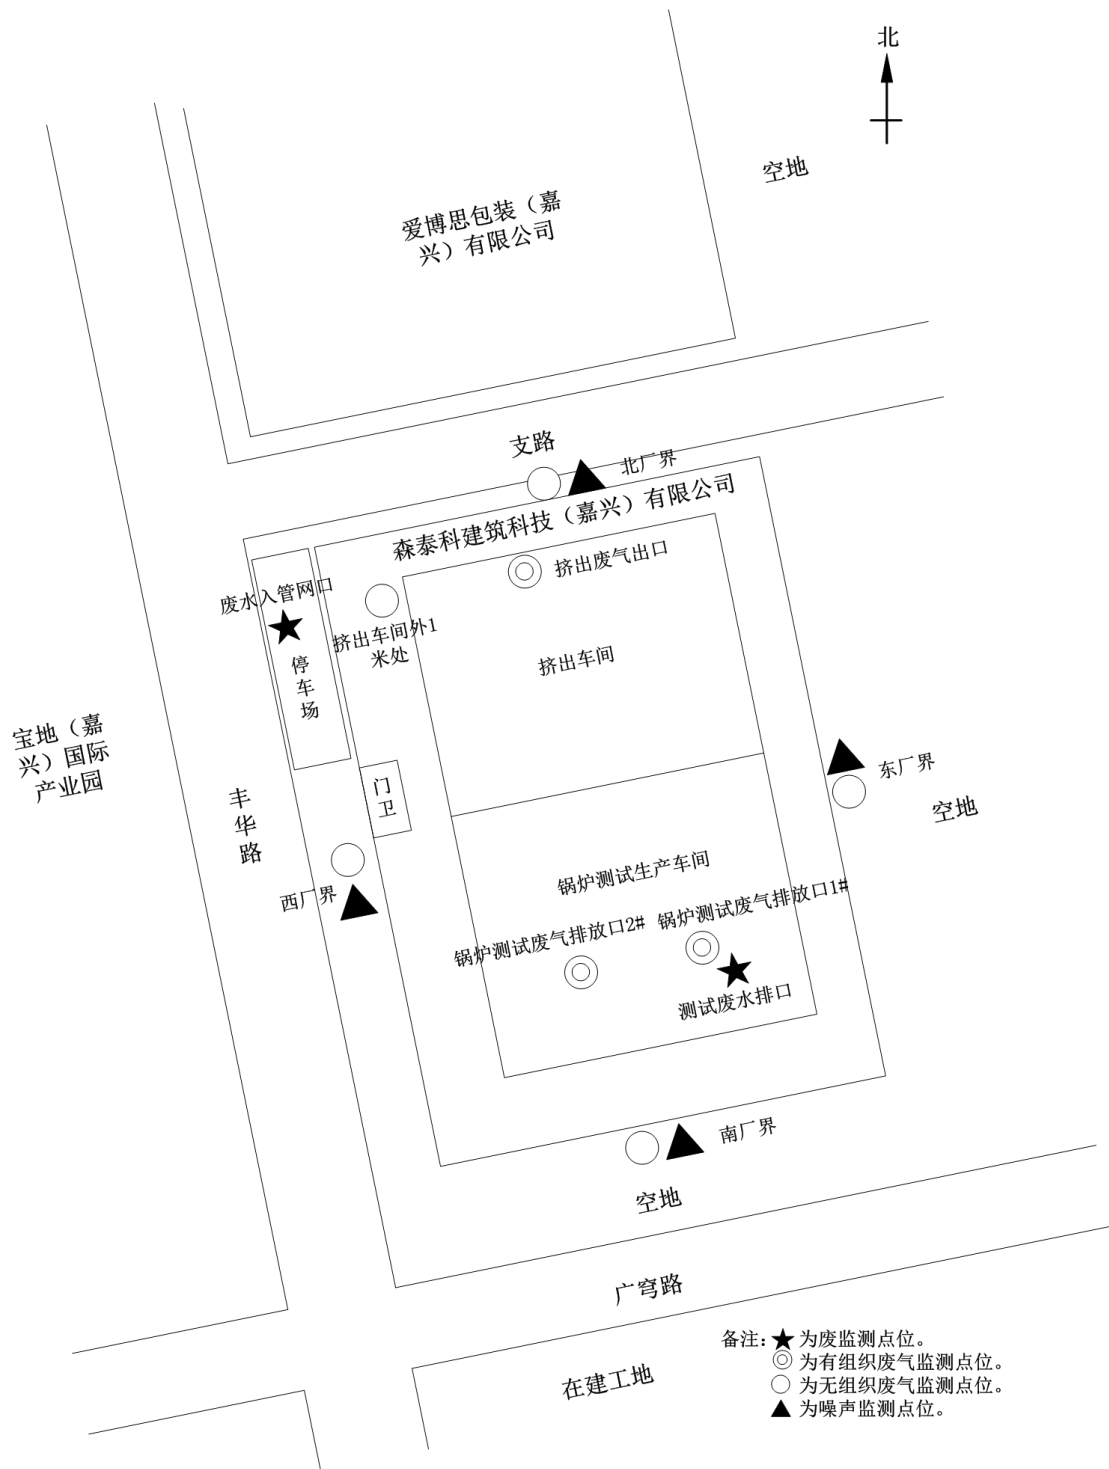 北
空地
爱博思包装（嘉
兴）有限公司
支路
北厂界
森泰科建筑科技（嘉兴）有限公司
挤出废气出口
废水入管网口
挤出车间外1
米处
停车场
挤出车间
宝地（嘉
兴）国际
产业园
丰华路
门卫
东厂界
空地
西厂界
锅炉测试生产车间
锅炉测试废气排放口1#
锅炉测试废气排放口2#
测试废水排口
南厂界
空地
广穹路
在建工地
备注：★为废监测点位。
◎为有组织废气监测点位。
○为无组织废气监测点位。
▲为噪声监测点位。